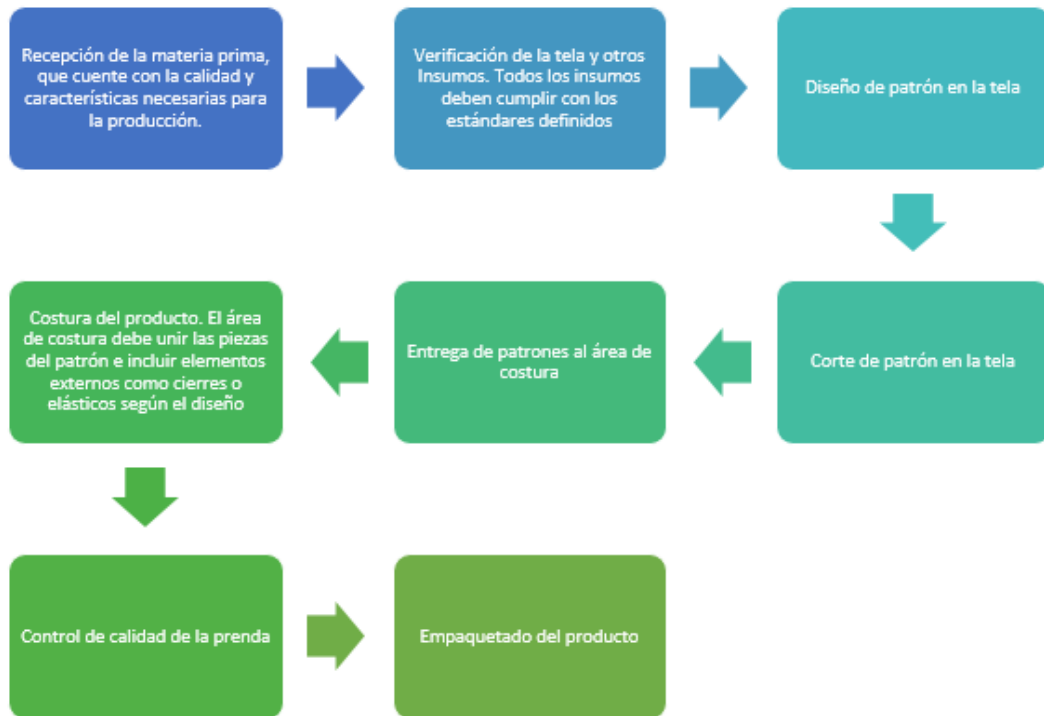 Recepción de la materia prima,
que cuente con la calidad y
características necesarias para
la producción.
Verificación de la tela y otros
Insumos. Todos los insumos
deben cumplir con los
estándares definidos
Diseño de patrón en la tela
Corte de patrón en la tela
Entrega de patrones al área de
costura
Costura del producto. El área
de costura debe unir las piezas
del patrón e incluir elementos
externos como cierres o
elásticos según el diseño
Control de calidad de la prenda
Empaquetado del producto